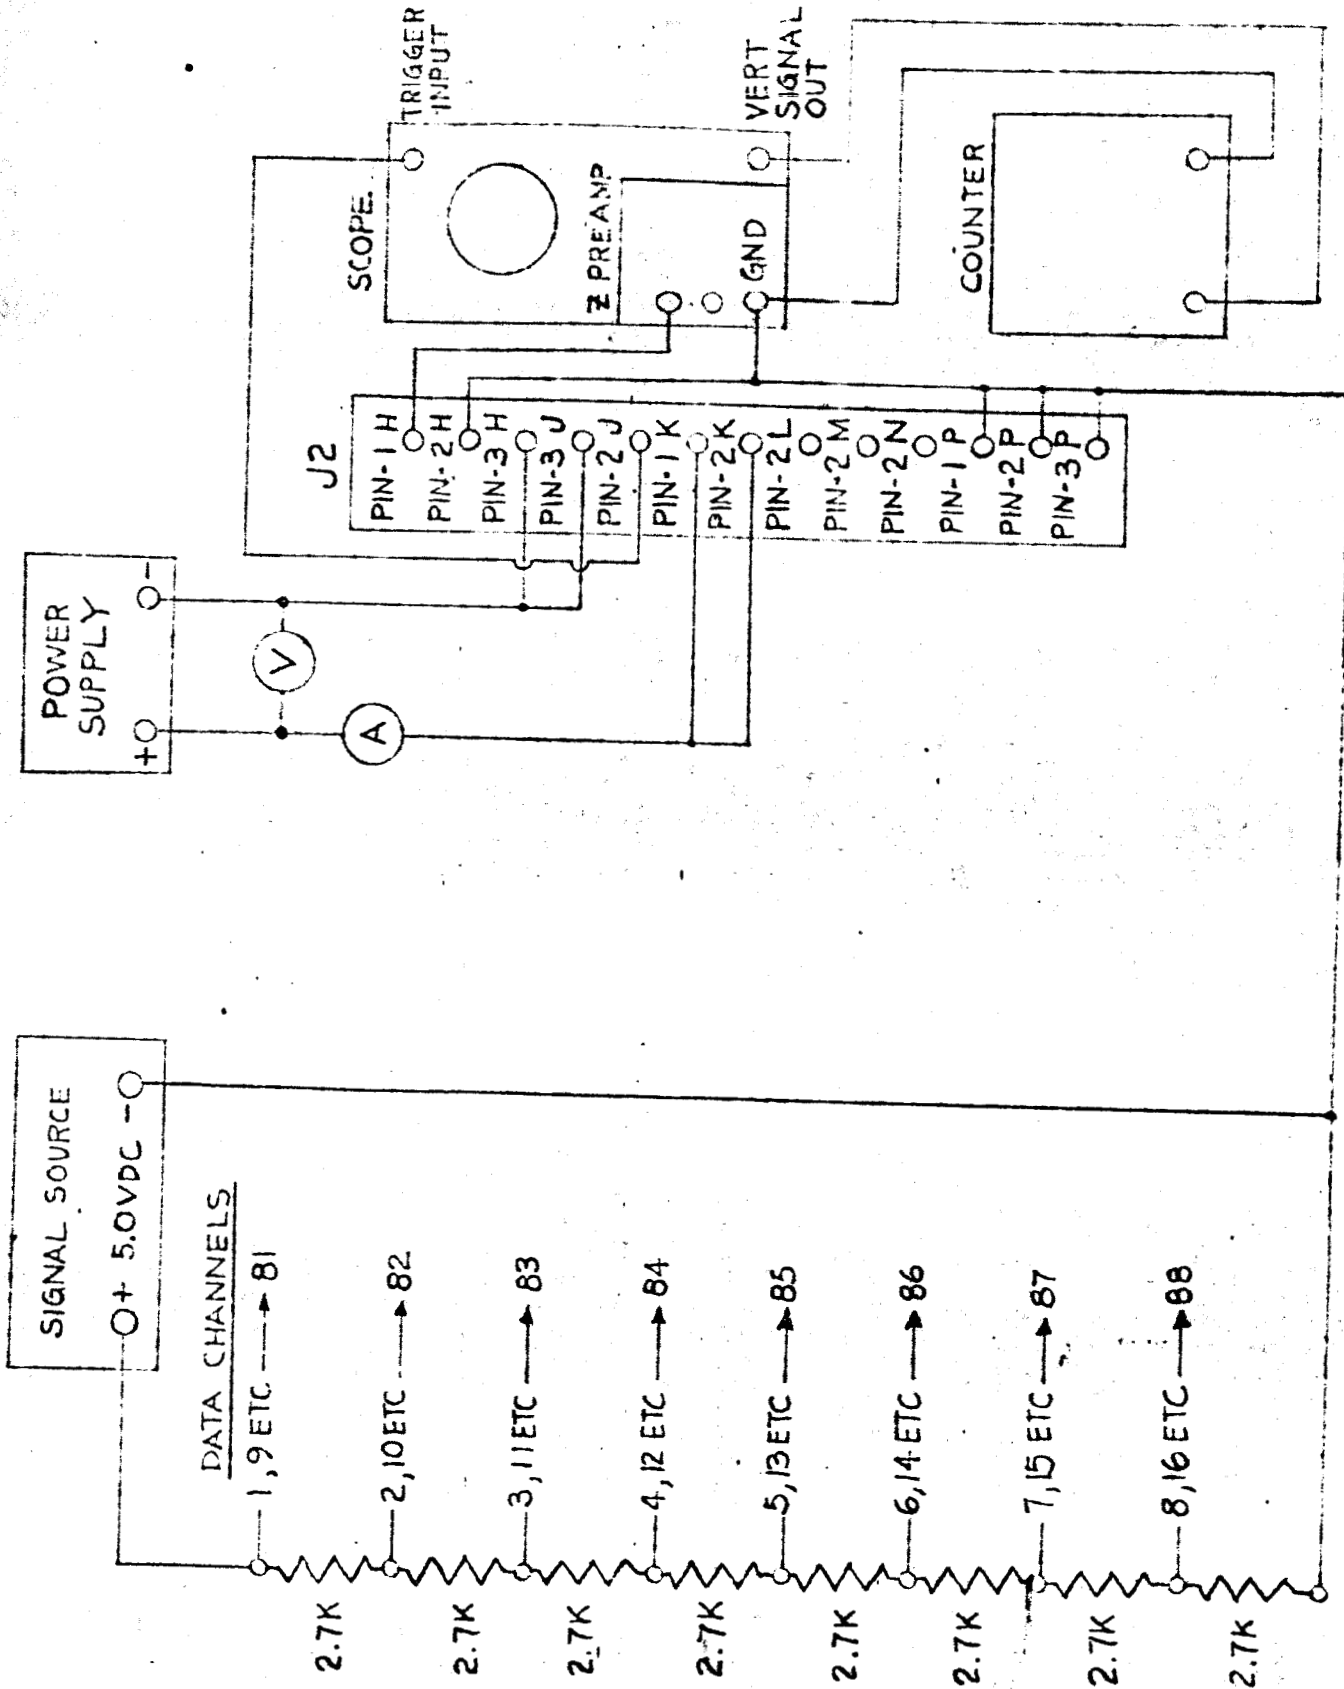 SIGNAL SOURCE
+ 5.0VDC -
DATA CHANNELS
1, 9 ETC 81
2, 10 ETC 82
3, 11 ETC 83
4, 12 ETC 84
5, 13 ETC 85
6, 14 ETC 86
7, 15 ETC 87
8, 16 ETC 88
2.7K
2.7K
2.7K
2.7K
2.7K
2.7K
2.7K
2.7K
POWER
SUPPLY
+
-
V
A
J2
PIN-1 H
PIN-2 H
PIN-3 H
PIN-3 J
PIN-2 J
PIN-1 K
PIN-2 K
PIN-2 L
PIN-2 M
PIN-2 N
PIN-1 P
PIN-2 P
PIN-3 P
SCOPE
TRIGGER
INPUT
Z PREAMP
GND
VERT
SIGNAL
OUT
COUNTER